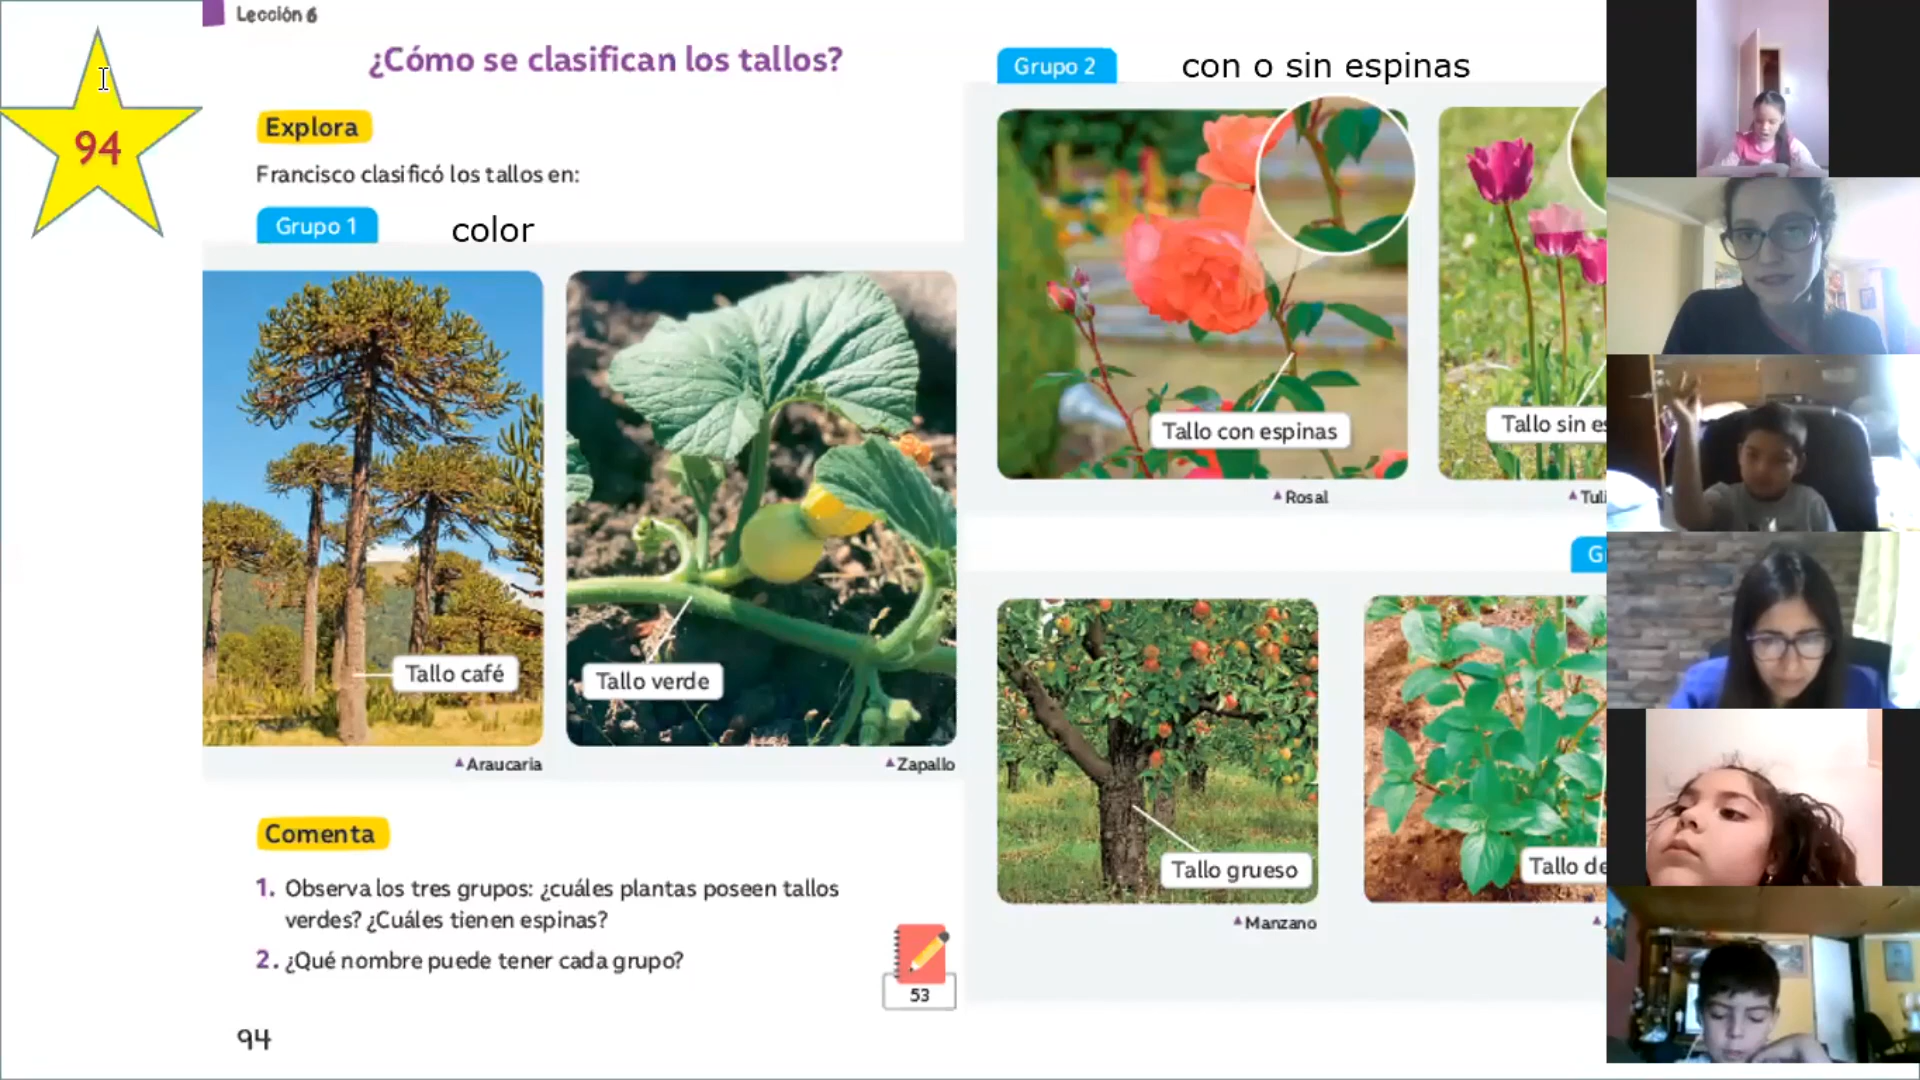 Lección 6
¿Cómo se clasifican los tallos?
94
Explora
Francisco clasificó los tallos en:
Grupo 1
color
Tallo café
Araucaria
Tallo verde
Zapallo
Comenta
1. Observa los tres grupos: ¿cuáles plantas poseen tallos
verdes? ¿Cuáles tienen espinas?
2. ¿Qué nombre puede tener cada grupo?
53
94
Grupo 2
con o sin espinas
Tallo con espinas
Rosal
Tallo sin
Tallo grueso
Manzano
Tallo